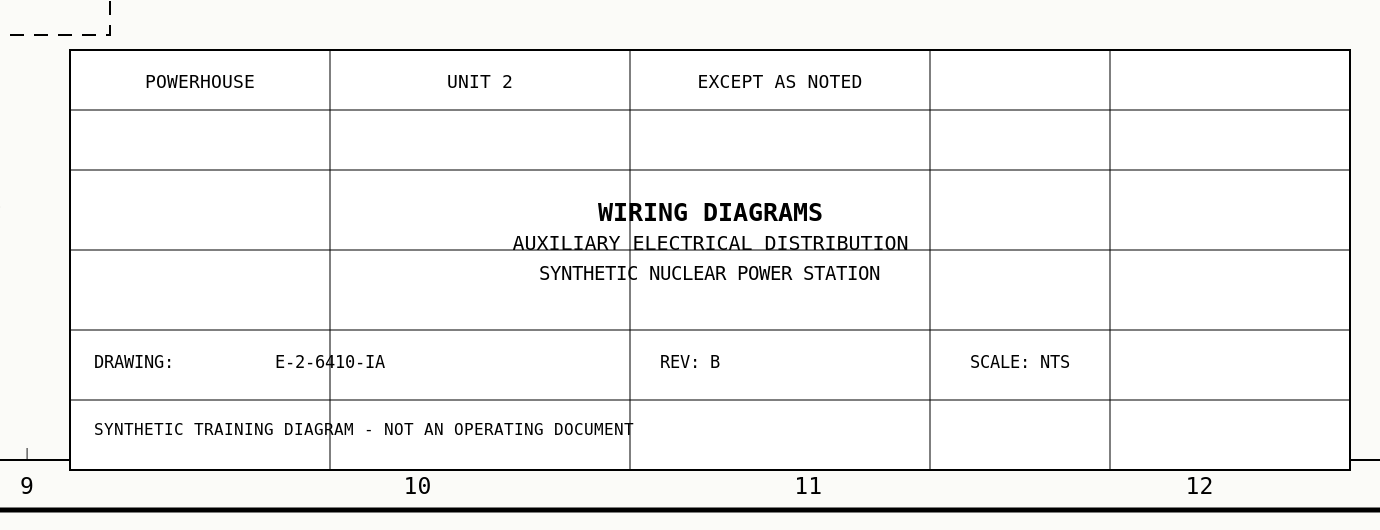 POWERHOUSE UNIT 2 EXCEPT AS NOTED
WIRING DIAGRAMS
AUXILIARY ELECTRICAL DISTRIBUTION
SYNTHETIC NUCLEAR POWER STATION
DRAWING: E-2-6410-IA REV: B SCALE: NTS
SYNTHETIC TRAINING DIAGRAM - NOT AN OPERATING DOCUMENT
9 10 11 12